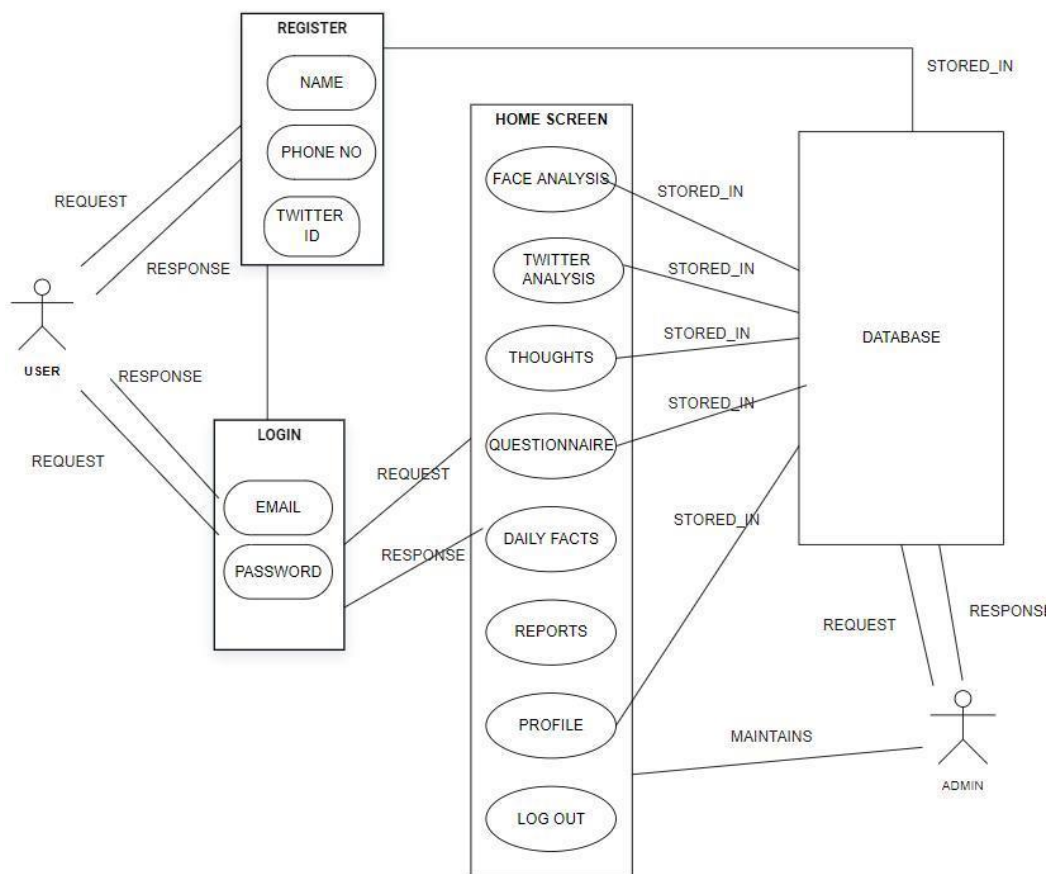 REGISTER
NAME
PHONE NO
TWITTER
ID
REQUEST
RESPONSE
USER
RESPONSE
REQUEST
LOGIN
EMAIL
PASSWORD
REQUEST
RESPONSE
HOME SCREEN
FACE ANALYSIS
TWITTER
ANALYSIS
THOUGHTS
QUESTIONNAIRE
DAILY FACTS
REPORTS
PROFILE
LOG OUT
STORED_IN
STORED_IN
STORED_IN
STORED_IN
STORED_IN
STORED_IN
DATABASE
REQUEST
RESPONSE
MAINTAINS
ADMIN